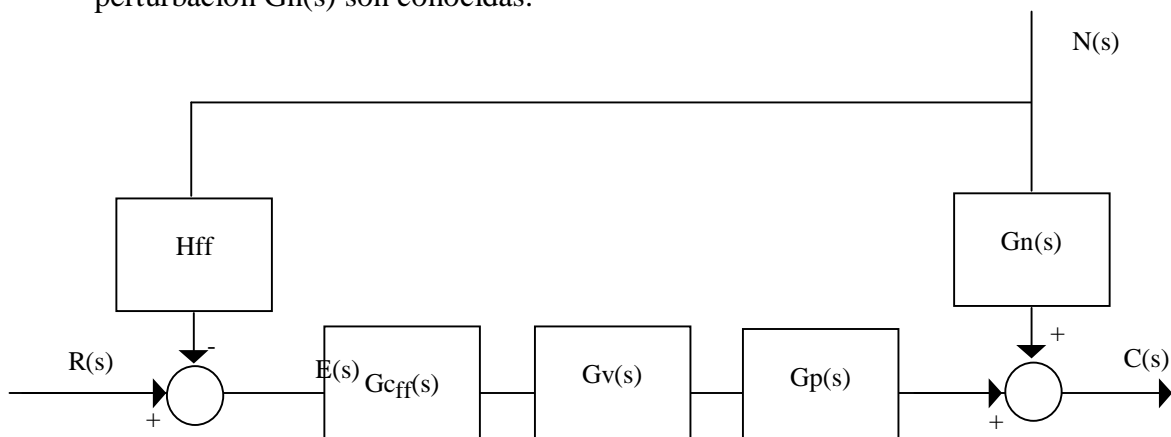 perturbación Gn(s) son conocidas.
N(s)
Hff
Gn(s)
-
+
R(s)
E(s)
Gcff(s)
Gv(s)
Gp(s)
C(s)
+
+